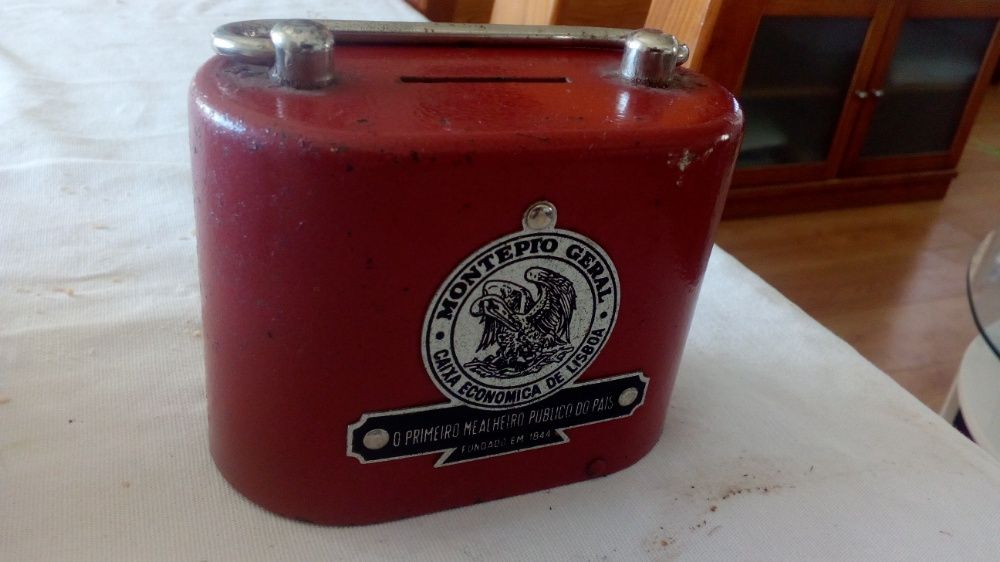 MONTEPIO GERAL
CAIXA ECONOMICA DE LISBOA
O PRIMEIRO MEALHEIRO PUBLICO DO PAIS
FUNDADO EM 1844